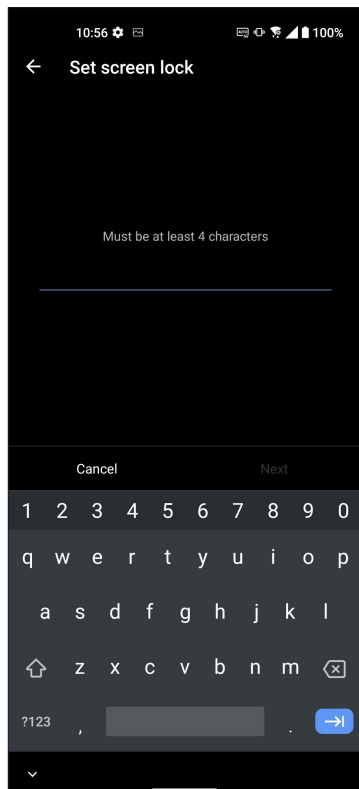 10:56 100%
Set screen lock
Must be at least 4 characters
Cancel Next
1 2 3 4 5 6 7 8 9 0
q w e r t y u i o p
a s d f g h j k l
z x c v b n m
?123 , .